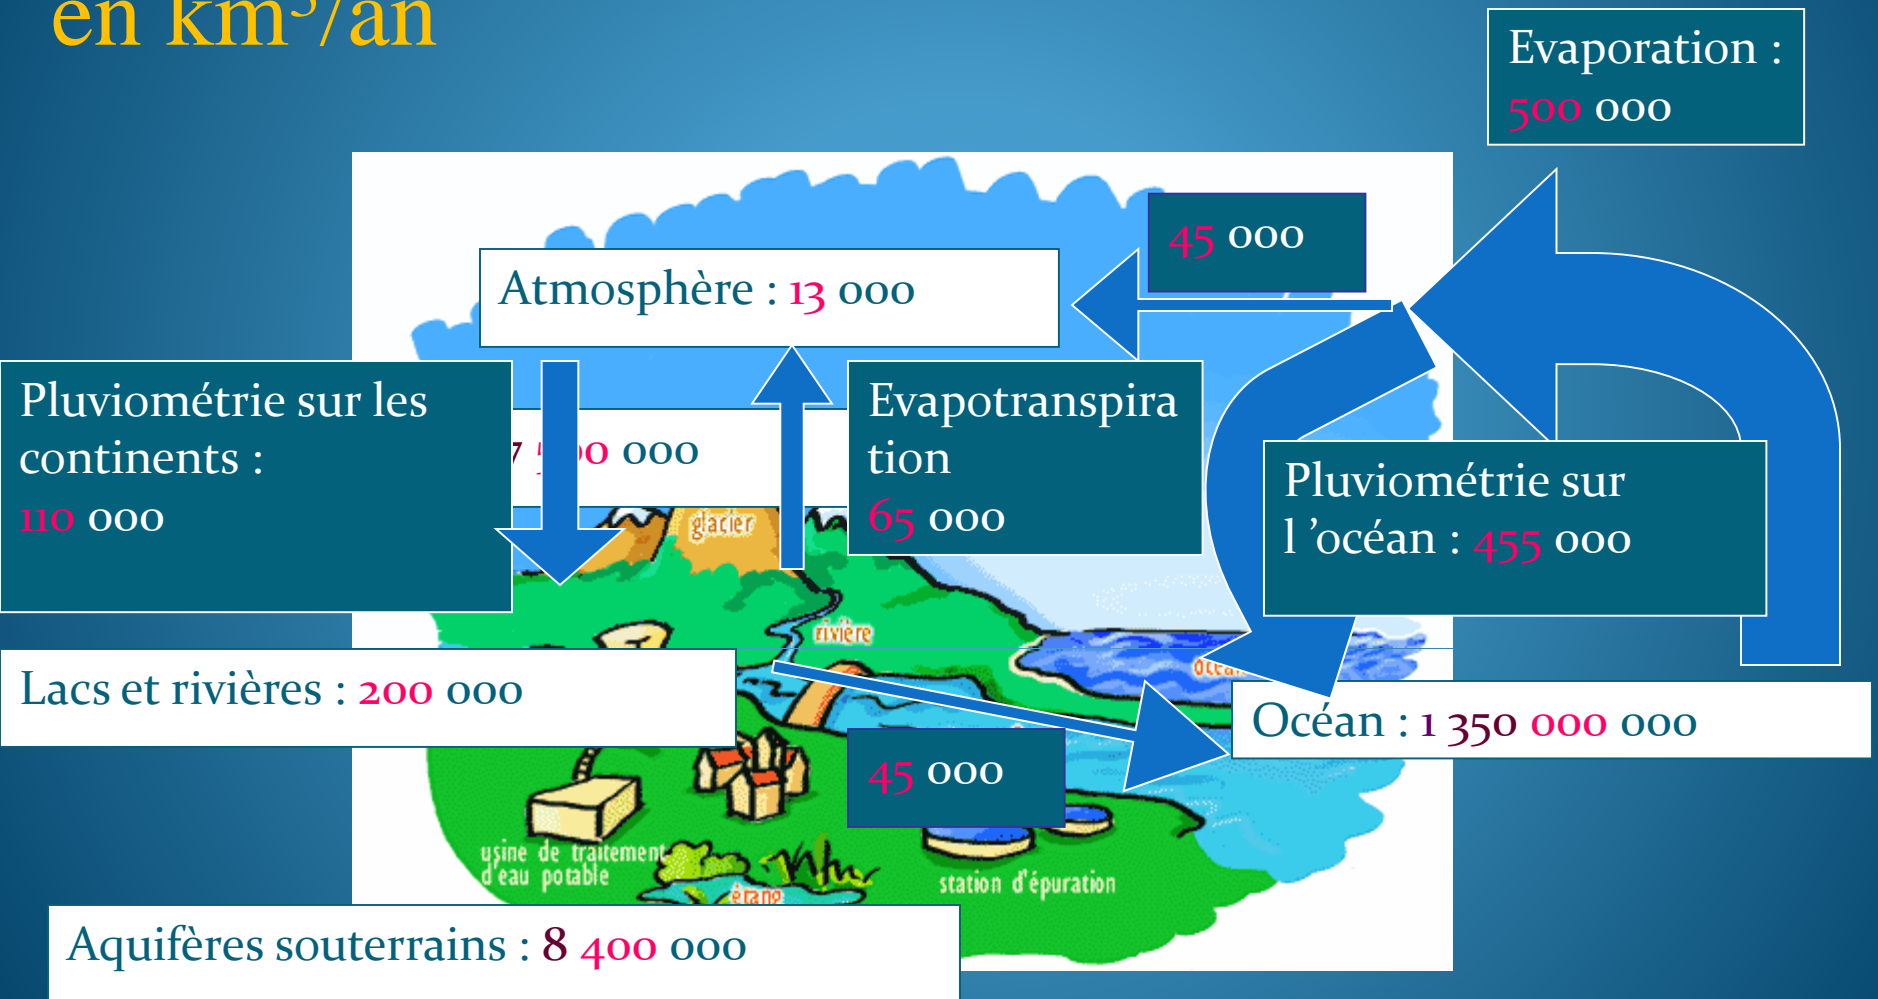 en km³/an
Evaporation :
500 000
45 000
Atmosphère : 13 000
Pluviométrie sur les
continents :
110 000
000
Evapotranspira
tion
65 000
Pluviométrie sur
l ’océan : 455 000
glacier
rivière
Lacs et rivières : 200 000
Océan : 1 350 000 000
45 000
usine de traitement
d'eau potable
station d'épuration
étang
Aquifères souterrains : 8 400 000